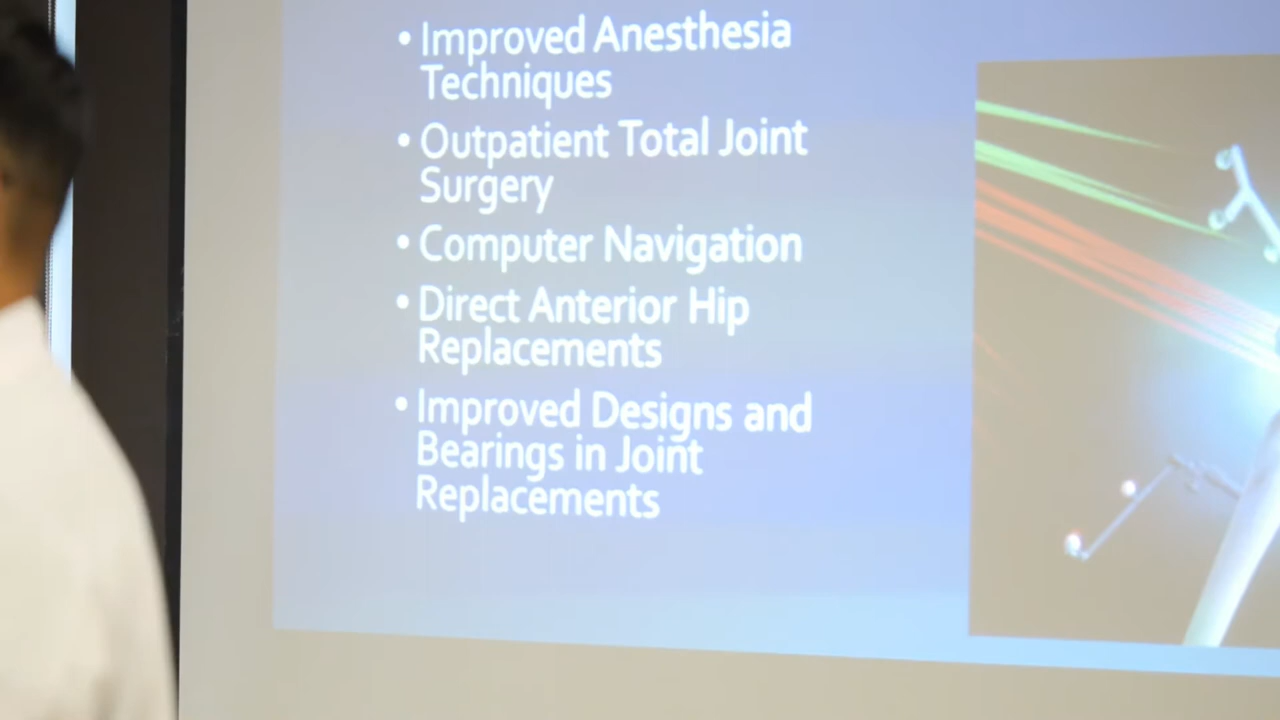 • Improved Anesthesia
Techniques
• Outpatient Total Joint
Surgery
• Computer Navigation
• Direct Anterior Hip
Replacements
• Improved Designs and
Bearings in Joint
Replacements